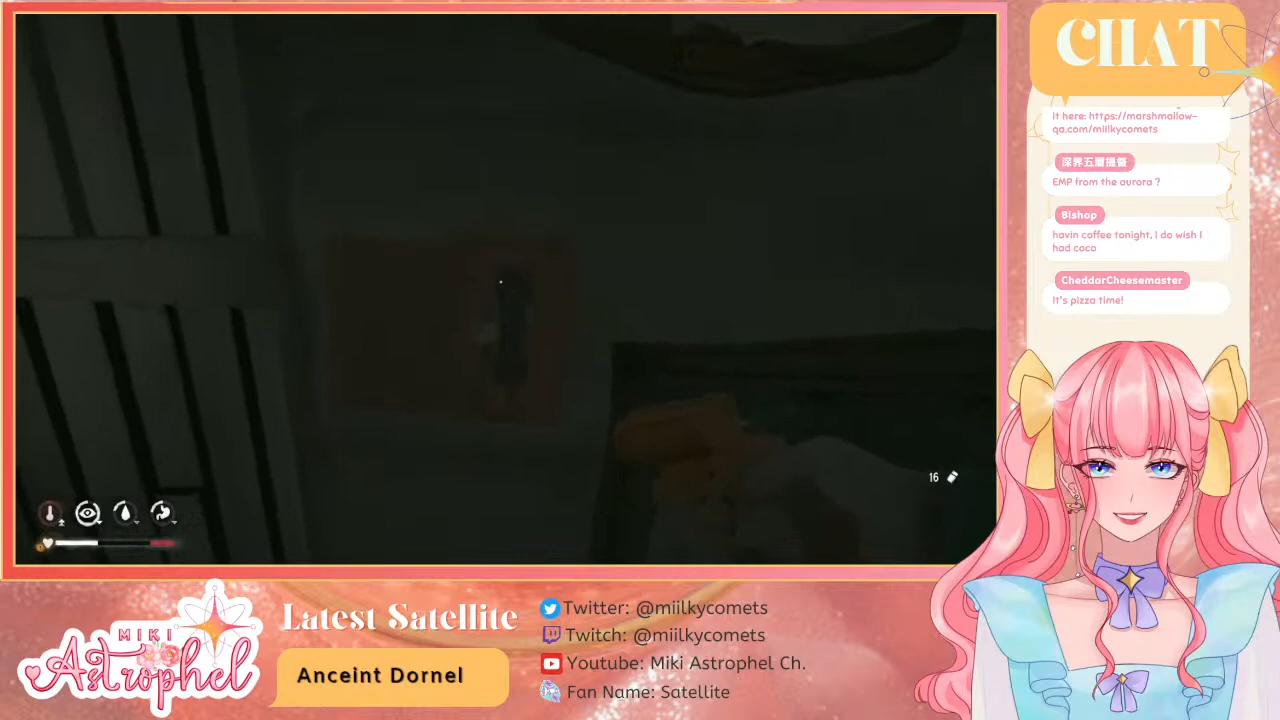 CHAT
it here: https://marshmallow-
qa.com/miilkycomets
深界五層提督
EMP from the aurora ?
Bishop
havin coffee tonight, I do wish I
had coco
CheddarCheesemaster
It's pizza time!
16
MIKI
Astrophel
Latest Satellite
Anceint Dornel
Twitter: @miilkycomets
Twitch: @miilkycomets
Youtube: Miki Astrophel Ch.
Fan Name: Satellite